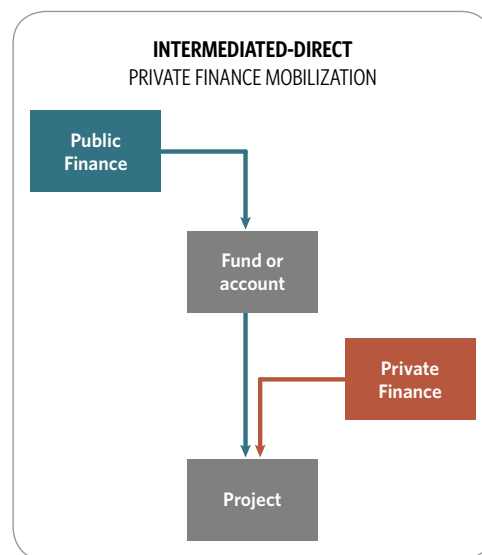 INTERMEDIATED-DIRECT
PRIVATE FINANCE MOBILIZATION
Public
Finance
Fund or
account
Private
Finance
Project